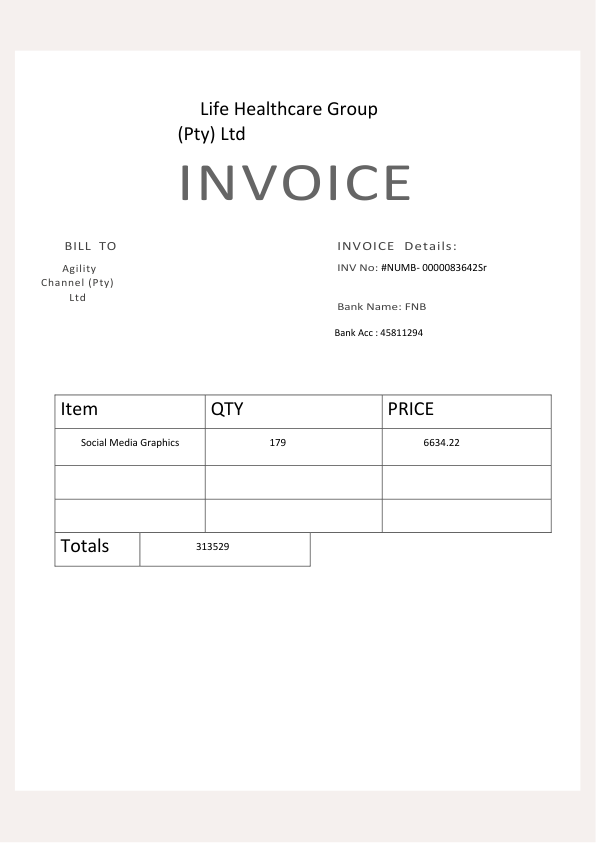 Life Healthcare Group
(Pty) Ltd
INVOICE
BILL TO
Agility
Channel (Pty)
Ltd
INVOICE Details:
INV No: #NUMB- 0000083642Sr
Bank Name: FNB
Bank Acc : 45811294
Item QTY PRICE
Social Media Graphics 179 6634.22
Totals 313529